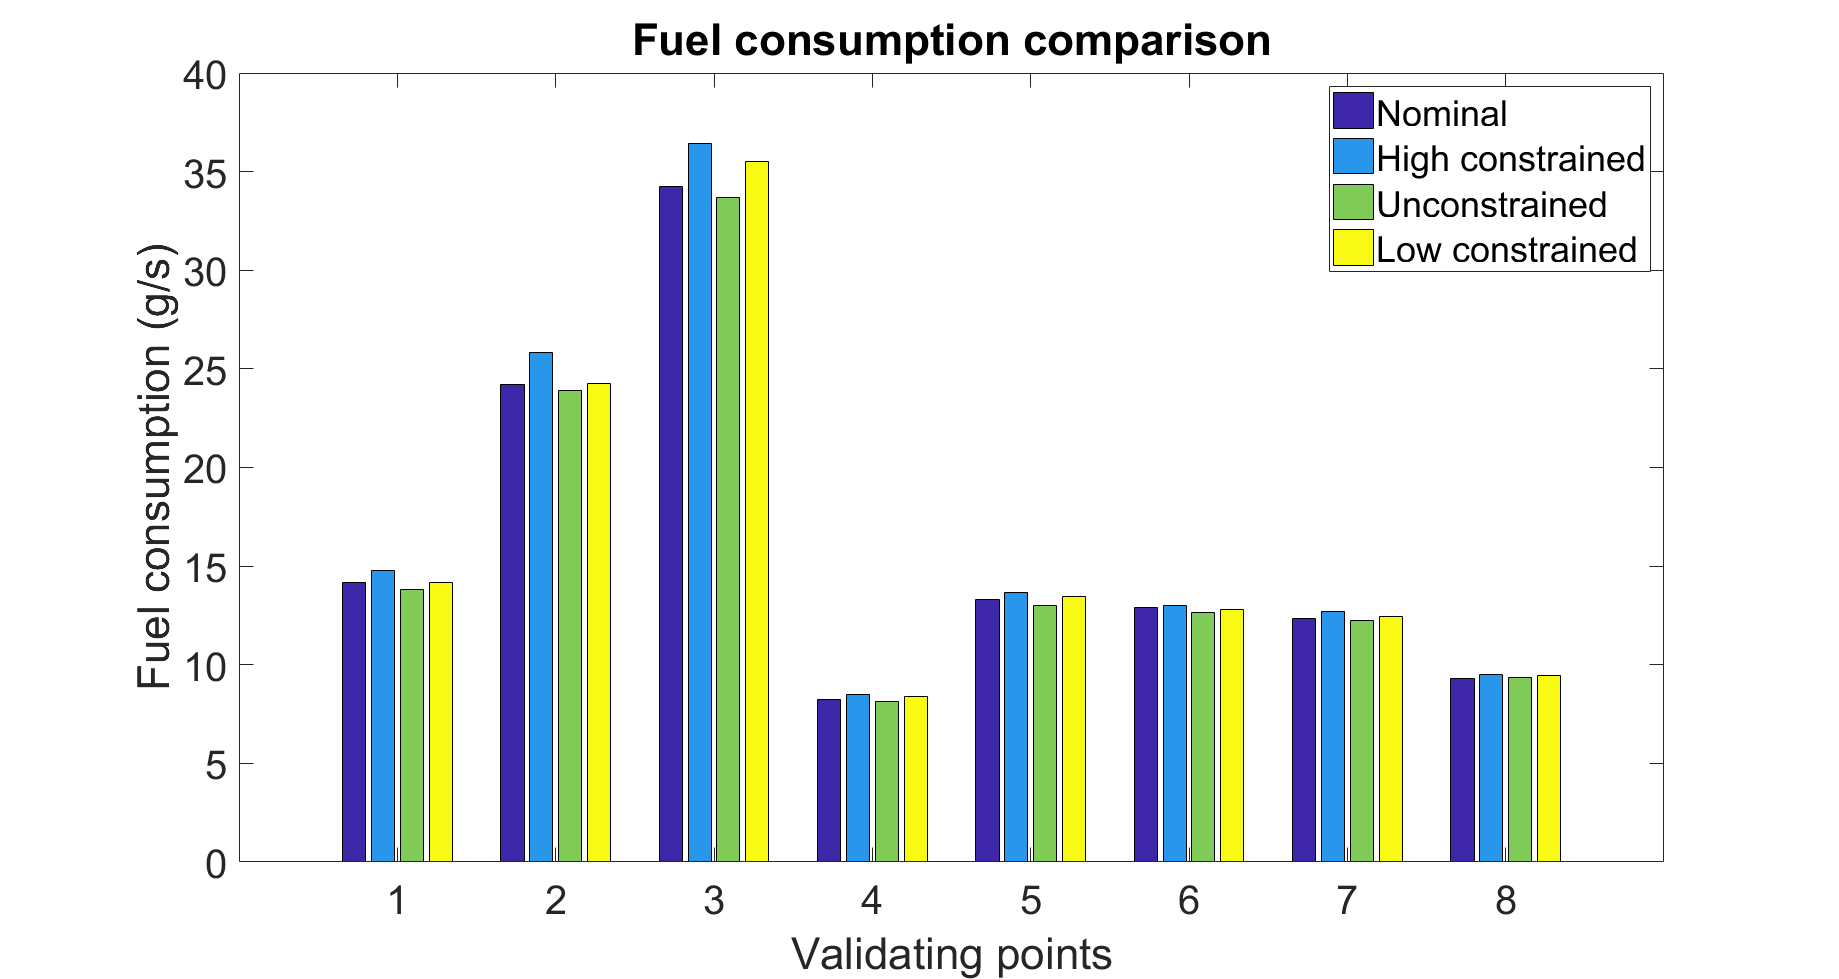 Fuel consumption comparison
40
35
30
25
20
15
10
5
0
Fuel consumption (g/s)
Nominal
High constrained
Unconstrained
Low constrained
1 2 3 4 5 6 7 8
Validating points